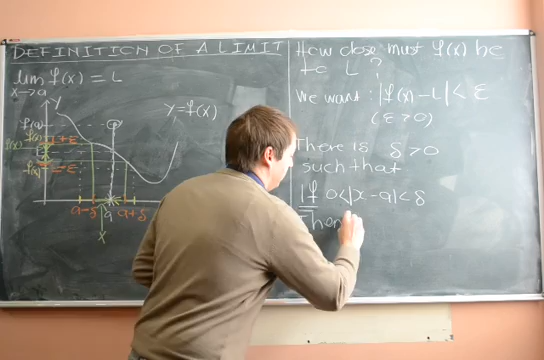 DEFINITION OF A LIMIT
lim f(x) = L
x→a
y
y=f(x)
f(a)
L+ε
f(x)
L-ε
a-δ
a
a+δ
x
How close must f(x) be
to L ?
We want: |f(x) - L| < ε
(ε>0)
There is δ>0
such that
If 0<|x-a|<δ
Then